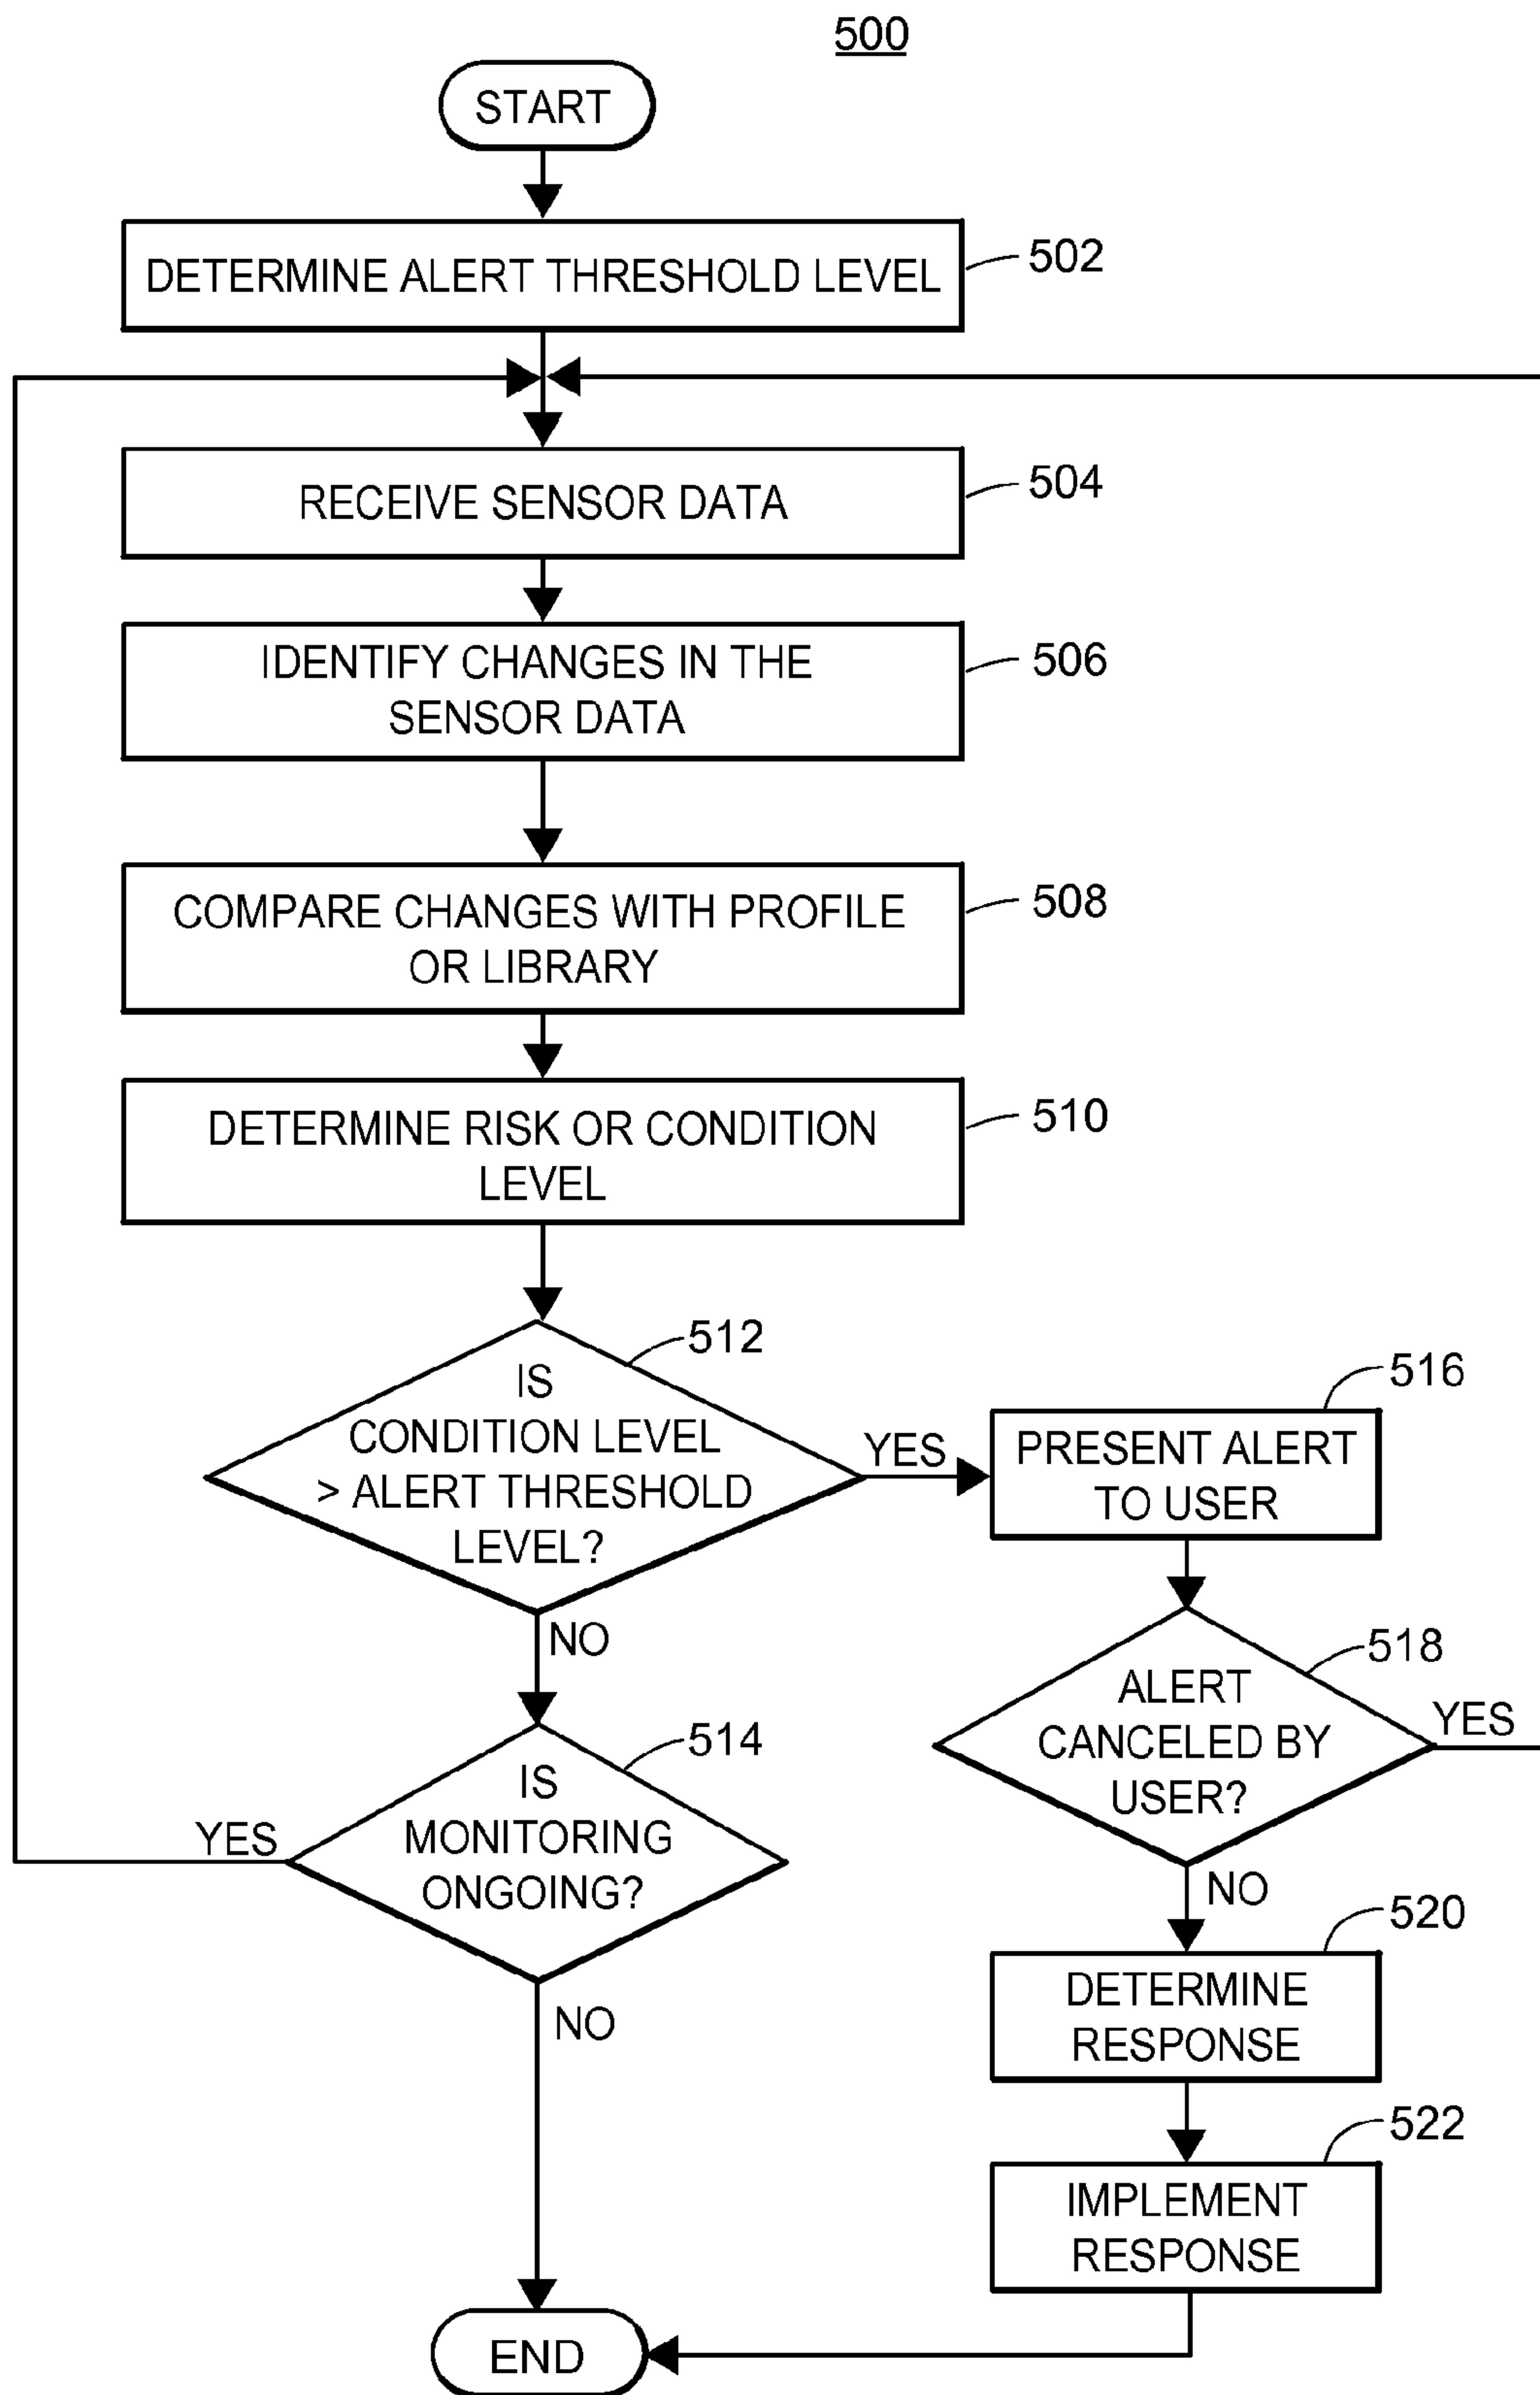 500
START
DETERMINE ALERT THRESHOLD LEVEL
502
RECEIVE SENSOR DATA
504
IDENTIFY CHANGES IN THE
SENSOR DATA
506
COMPARE CHANGES WITH PROFILE
OR LIBRARY
508
DETERMINE RISK OR CONDITION
LEVEL
510
512
IS
CONDITION LEVEL
> ALERT THRESHOLD
LEVEL?
YES
NO
516
PRESENT ALERT
TO USER
518
ALERT
CANCELED BY
USER?
YES
NO
514
IS
MONITORING
ONGOING?
YES
NO
520
DETERMINE
RESPONSE
522
IMPLEMENT
RESPONSE
END